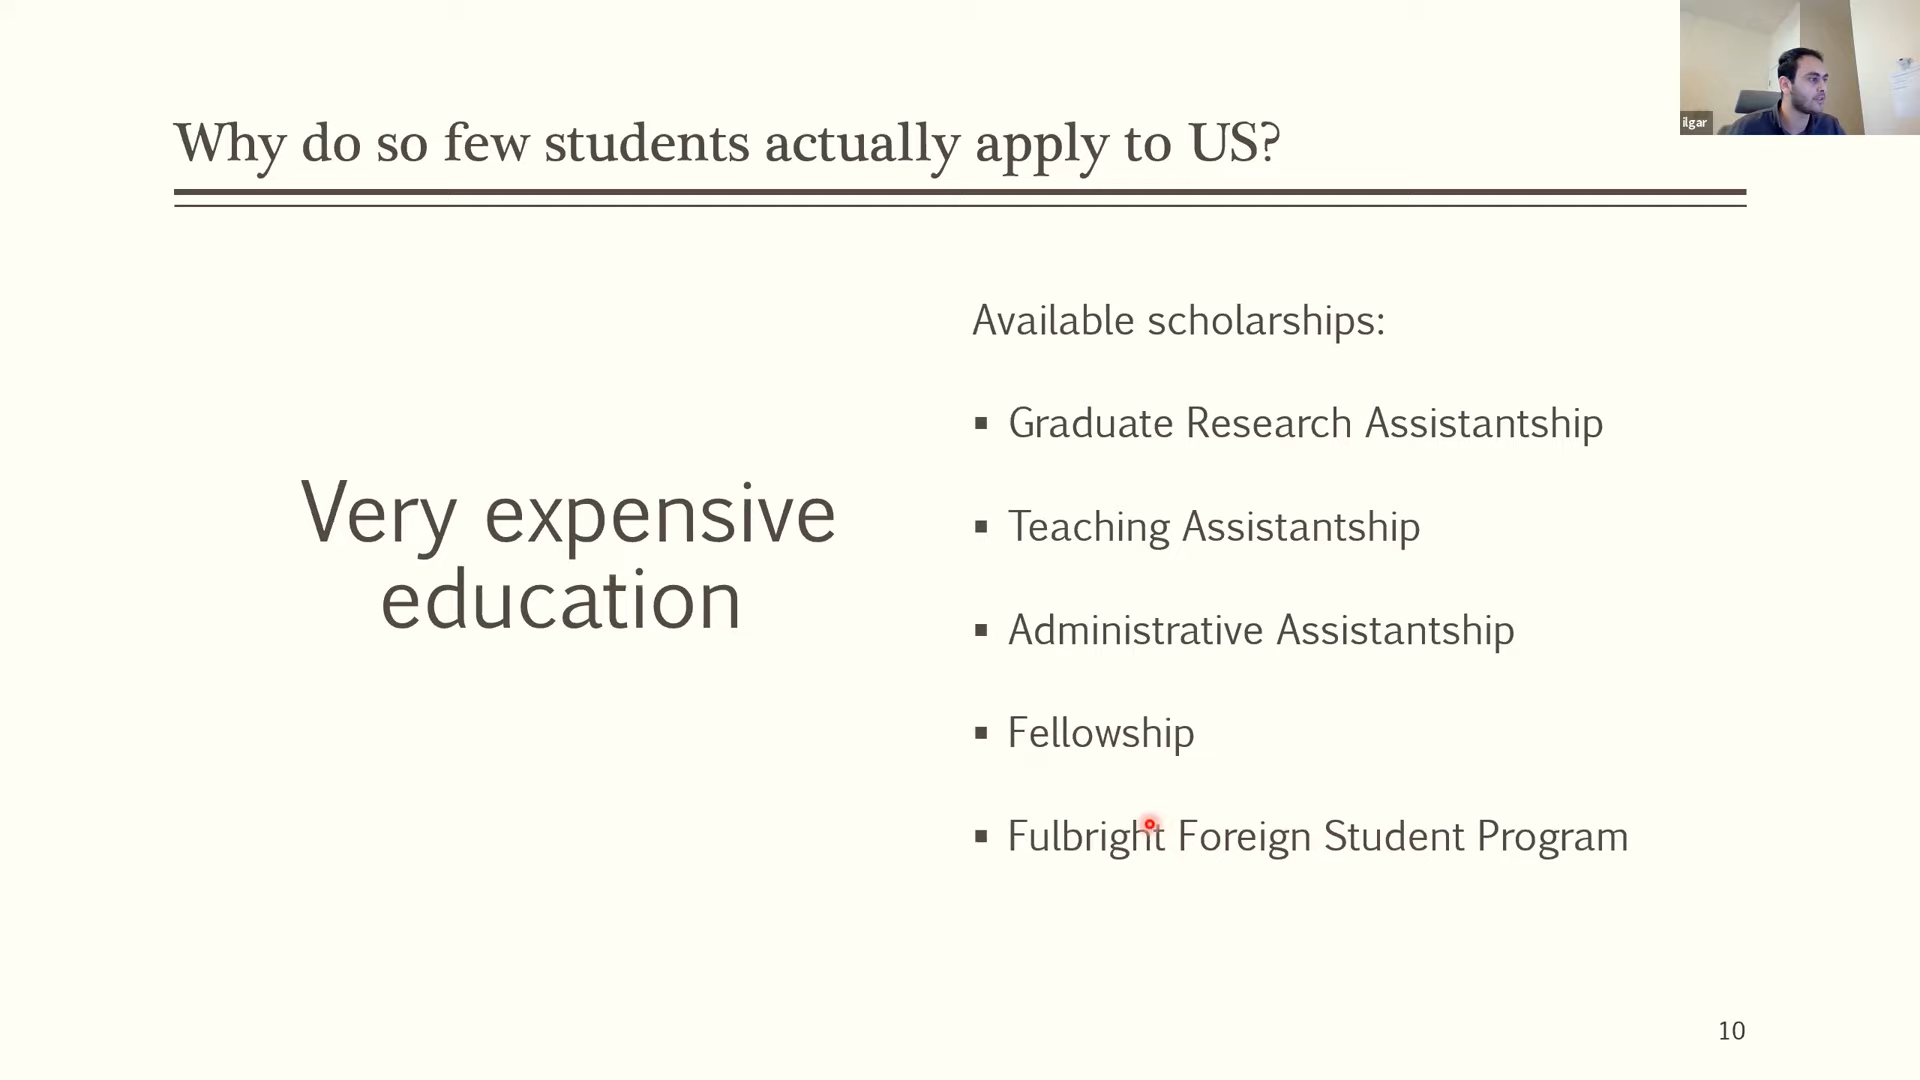 ilgar
Why do so few students actually apply to US?
Very expensive
education
Available scholarships:
▪ Graduate Research Assistantship
▪ Teaching Assistantship
▪ Administrative Assistantship
▪ Fellowship
▪ Fulbright Foreign Student Program
10